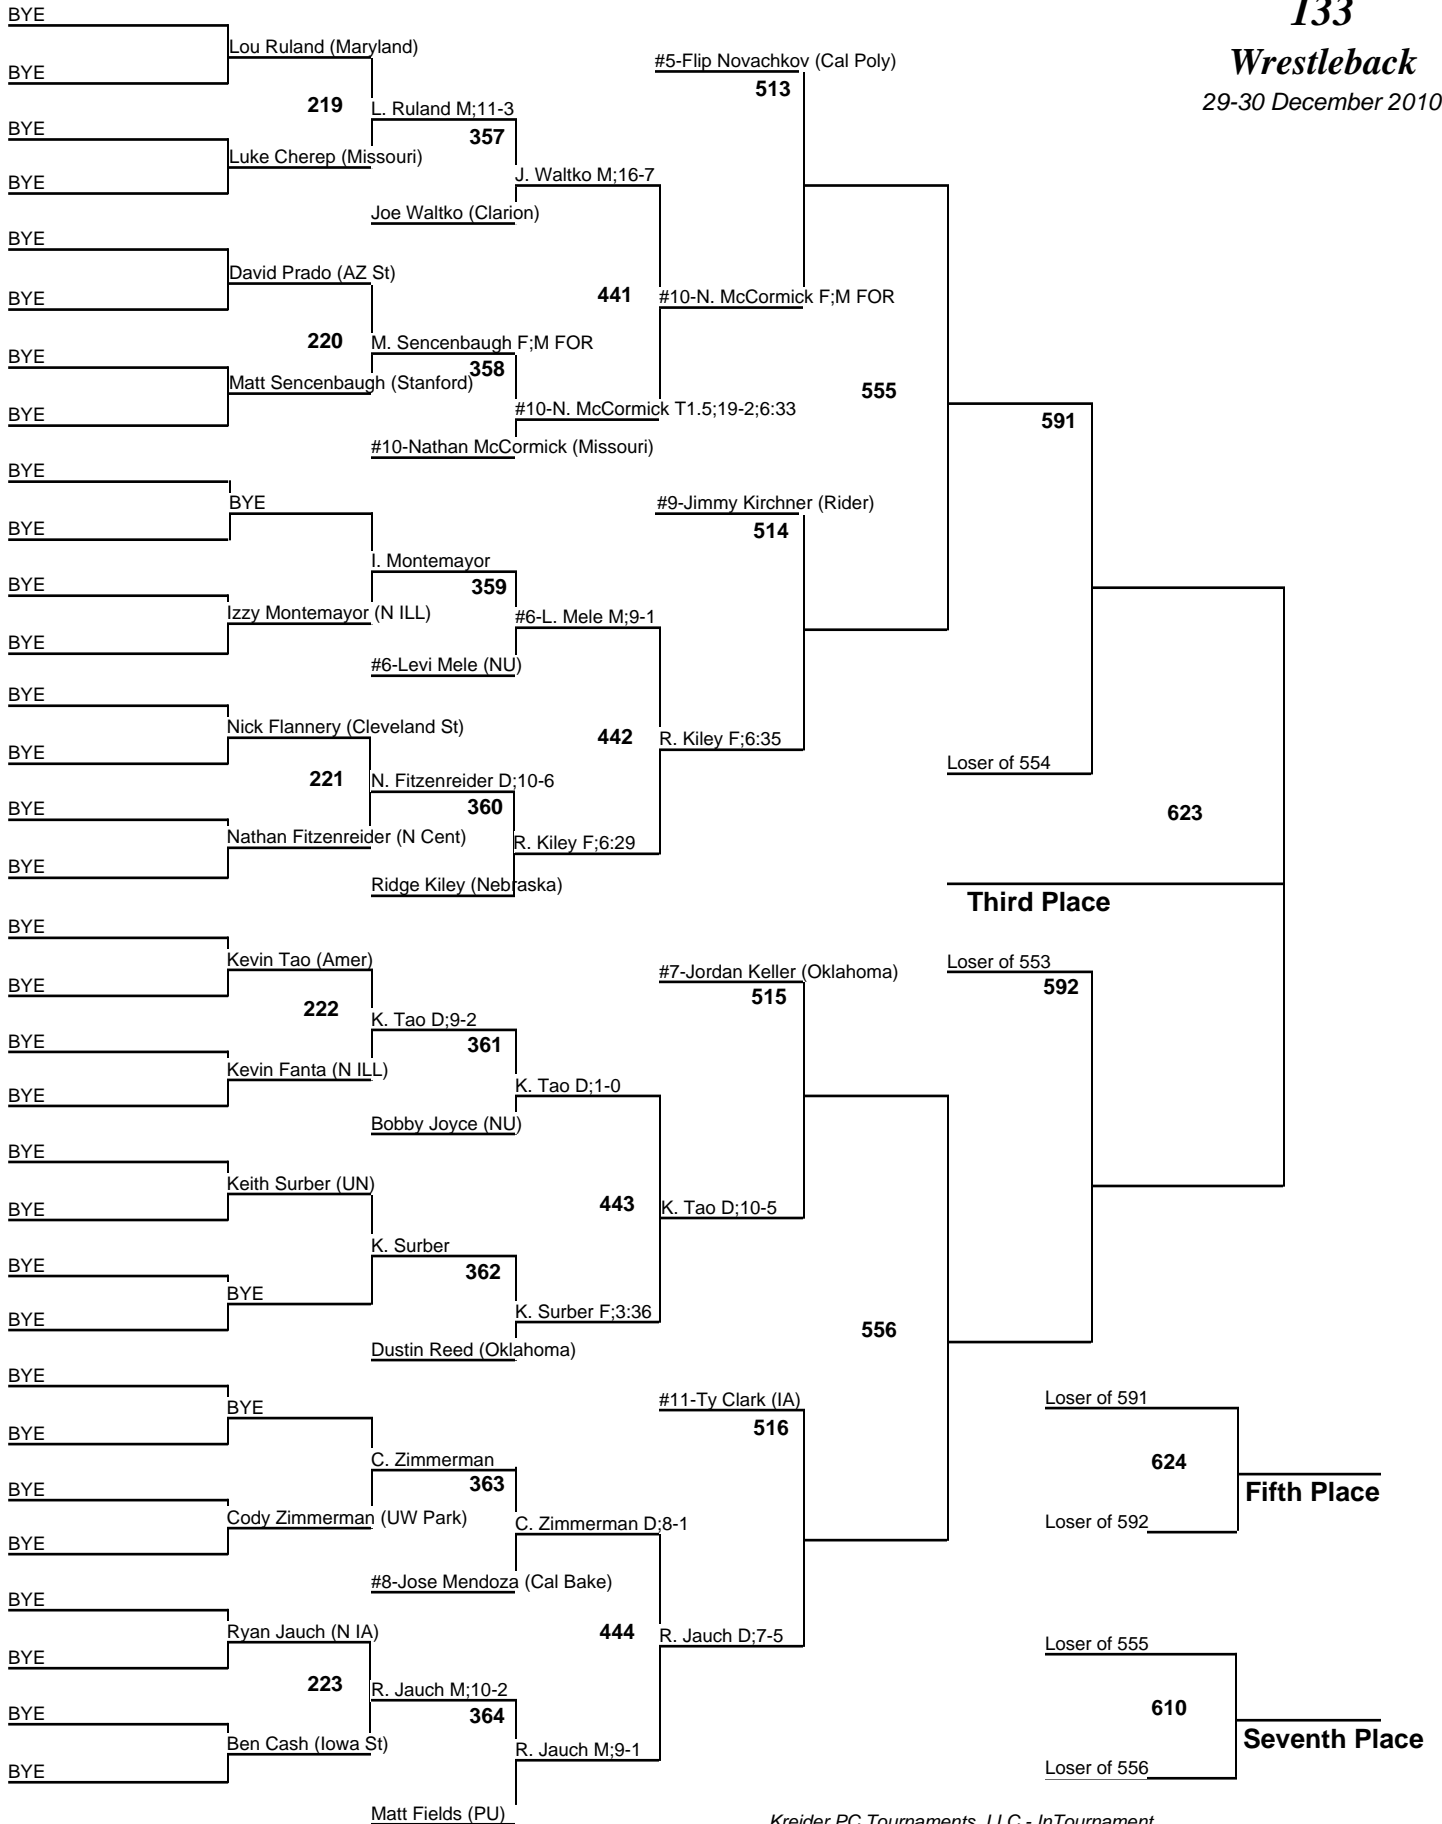 133
Wrestleback
29-30 December 2010
BYE
Lou Ruland (Maryland)
#5-Flip Novachkov (Cal Poly)
BYE
513
219
L. Ruland M;11-3
BYE
357
Luke Cherep (Missouri)
J. Waltko M;16-7
BYE
Joe Waltko (Clarion)
BYE
David Prado (AZ St)
441
#10-N. McCormick F;M FOR
BYE
220
M. Sencenbaugh F;M FOR
BYE
358
Matt Sencenbaugh (Stanford)
555
#10-N. McCormick T1.5;19-2;6:33
BYE
591
#10-Nathan McCormick (Missouri)
BYE
BYE
#9-Jimmy Kirchner (Rider)
BYE
514
I. Montemayor
BYE
359
Izzy Montemayor (N ILL)
#6-L. Mele M;9-1
BYE
#6-Levi Mele (NU)
BYE
Nick Flannery (Cleveland St)
442
R. Kiley F;6:35
BYE
Loser of 554
221
N. Fitzenreider D;10-6
BYE
360
623
Nathan Fitzenreider (N Cent)
R. Kiley F;6:29
BYE
Ridge Kiley (Nebraska)
Third Place
BYE
Kevin Tao (Amer)
Loser of 553
#7-Jordan Keller (Oklahoma)
BYE
592
515
222
K. Tao D;9-2
BYE
361
Kevin Fanta (N ILL)
K. Tao D;1-0
BYE
Bobby Joyce (NU)
BYE
Keith Surber (UN)
443
K. Tao D;10-5
BYE
K. Surber
BYE
362
BYE
K. Surber F;3:36
BYE
556
Dustin Reed (Oklahoma)
BYE
BYE
#11-Ty Clark (IA)
Loser of 591
BYE
516
C. Zimmerman
624
BYE
363
Fifth Place
Cody Zimmerman (UW Park)
C. Zimmerman D;8-1
Loser of 592
BYE
#8-Jose Mendoza (Cal Bake)
BYE
Ryan Jauch (N IA)
444
R. Jauch D;7-5
Loser of 555
BYE
223
R. Jauch M;10-2
610
BYE
364
Seventh Place
Ben Cash (Iowa St)
R. Jauch M;9-1
BYE
Loser of 556
Matt Fields (PU)
Kreider PC Tournaments, LLC - InTournament